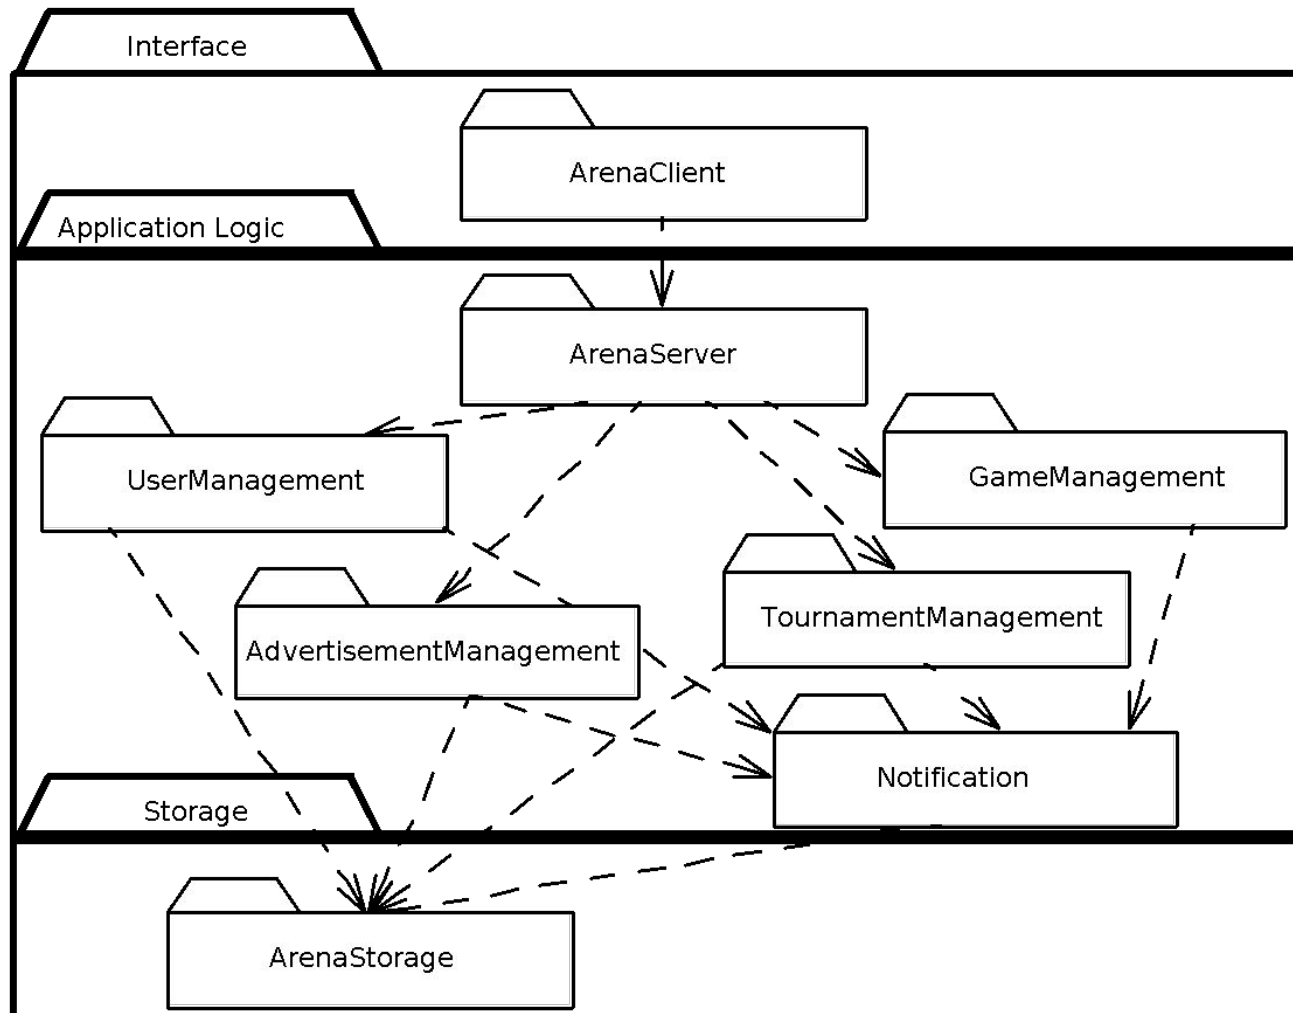 Interface
ArenaClient
Application Logic
ArenaServer
UserManagement
GameManagement
AdvertisementManagement
TournamentManagement
Notification
Storage
ArenaStorage